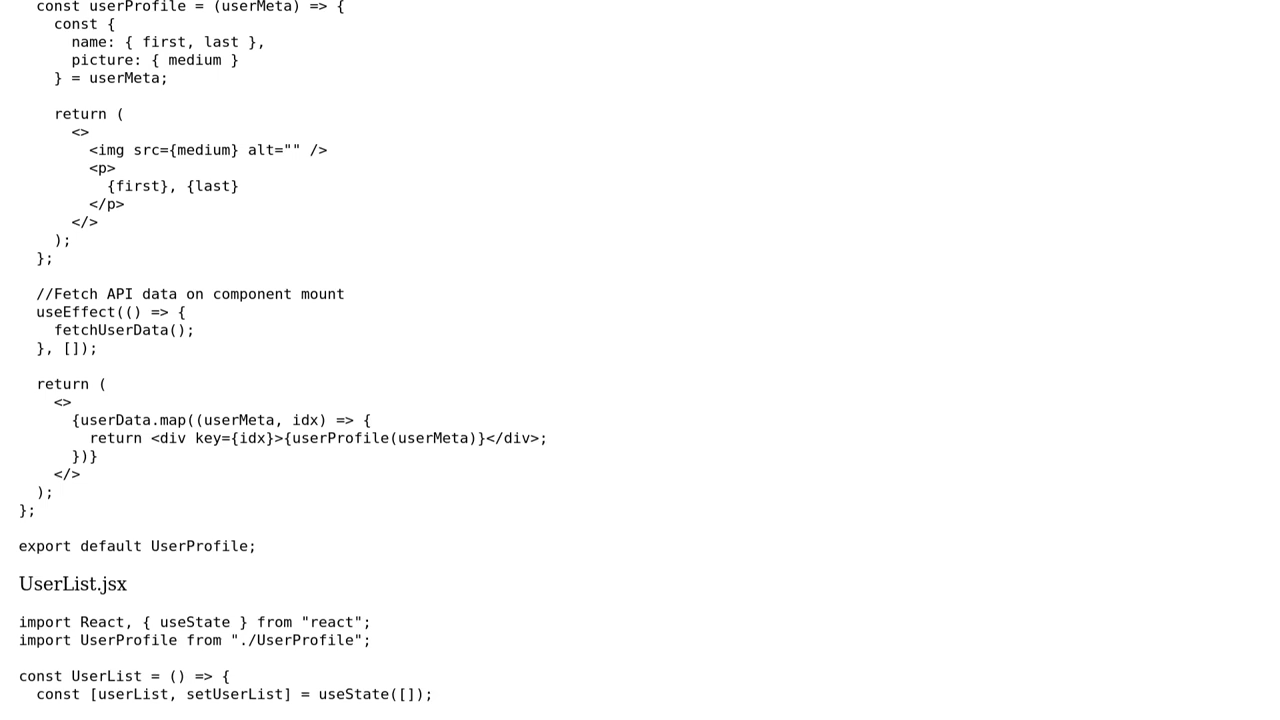 const userProfile = (userMeta) => {
    const {
      name: { first, last },
      picture: { medium }
    } = userMeta;

    return (
      <>
        <img src={medium} alt="" />
        <p>
          {first}, {last}
        </p>
      </>
    );
  };

  //Fetch API data on component mount
  useEffect(() => {
    fetchUserData();
  }, []);

  return (
    <>
      {userData.map((userMeta, idx) => {
        return <div key={idx}>{userProfile(userMeta)}</div>;
      })}
    </>
  );
};

export default UserProfile;

UserList.jsx

import React, { useState } from "react";
import UserProfile from "./UserProfile";

const UserList = () => {
  const [userList, setUserList] = useState([]);